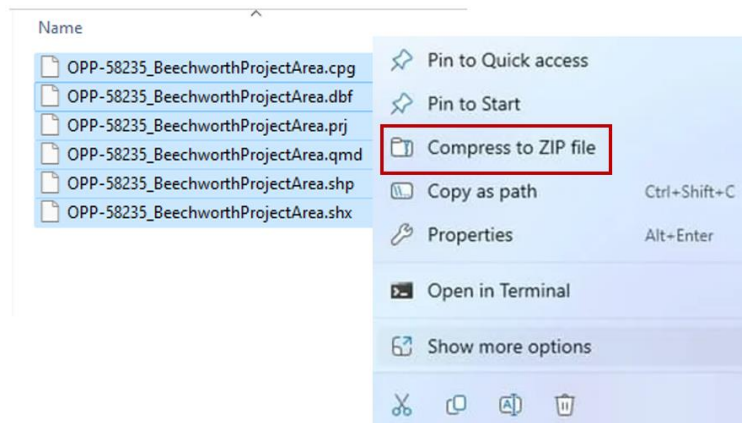 Name
OPP-58235_BeechworthProjectArea.cpg
OPP-58235_BeechworthProjectArea.dbf
OPP-58235_BeechworthProjectArea.prj
OPP-58235_BeechworthProjectArea.qmd
OPP-58235_BeechworthProjectArea.shp
OPP-58235_BeechworthProjectArea.shx
Pin to Quick access
Pin to Start
Compress to ZIP file
Copy as path Ctrl+Shift+C
Properties Alt+Enter
Open in Terminal
Show more options